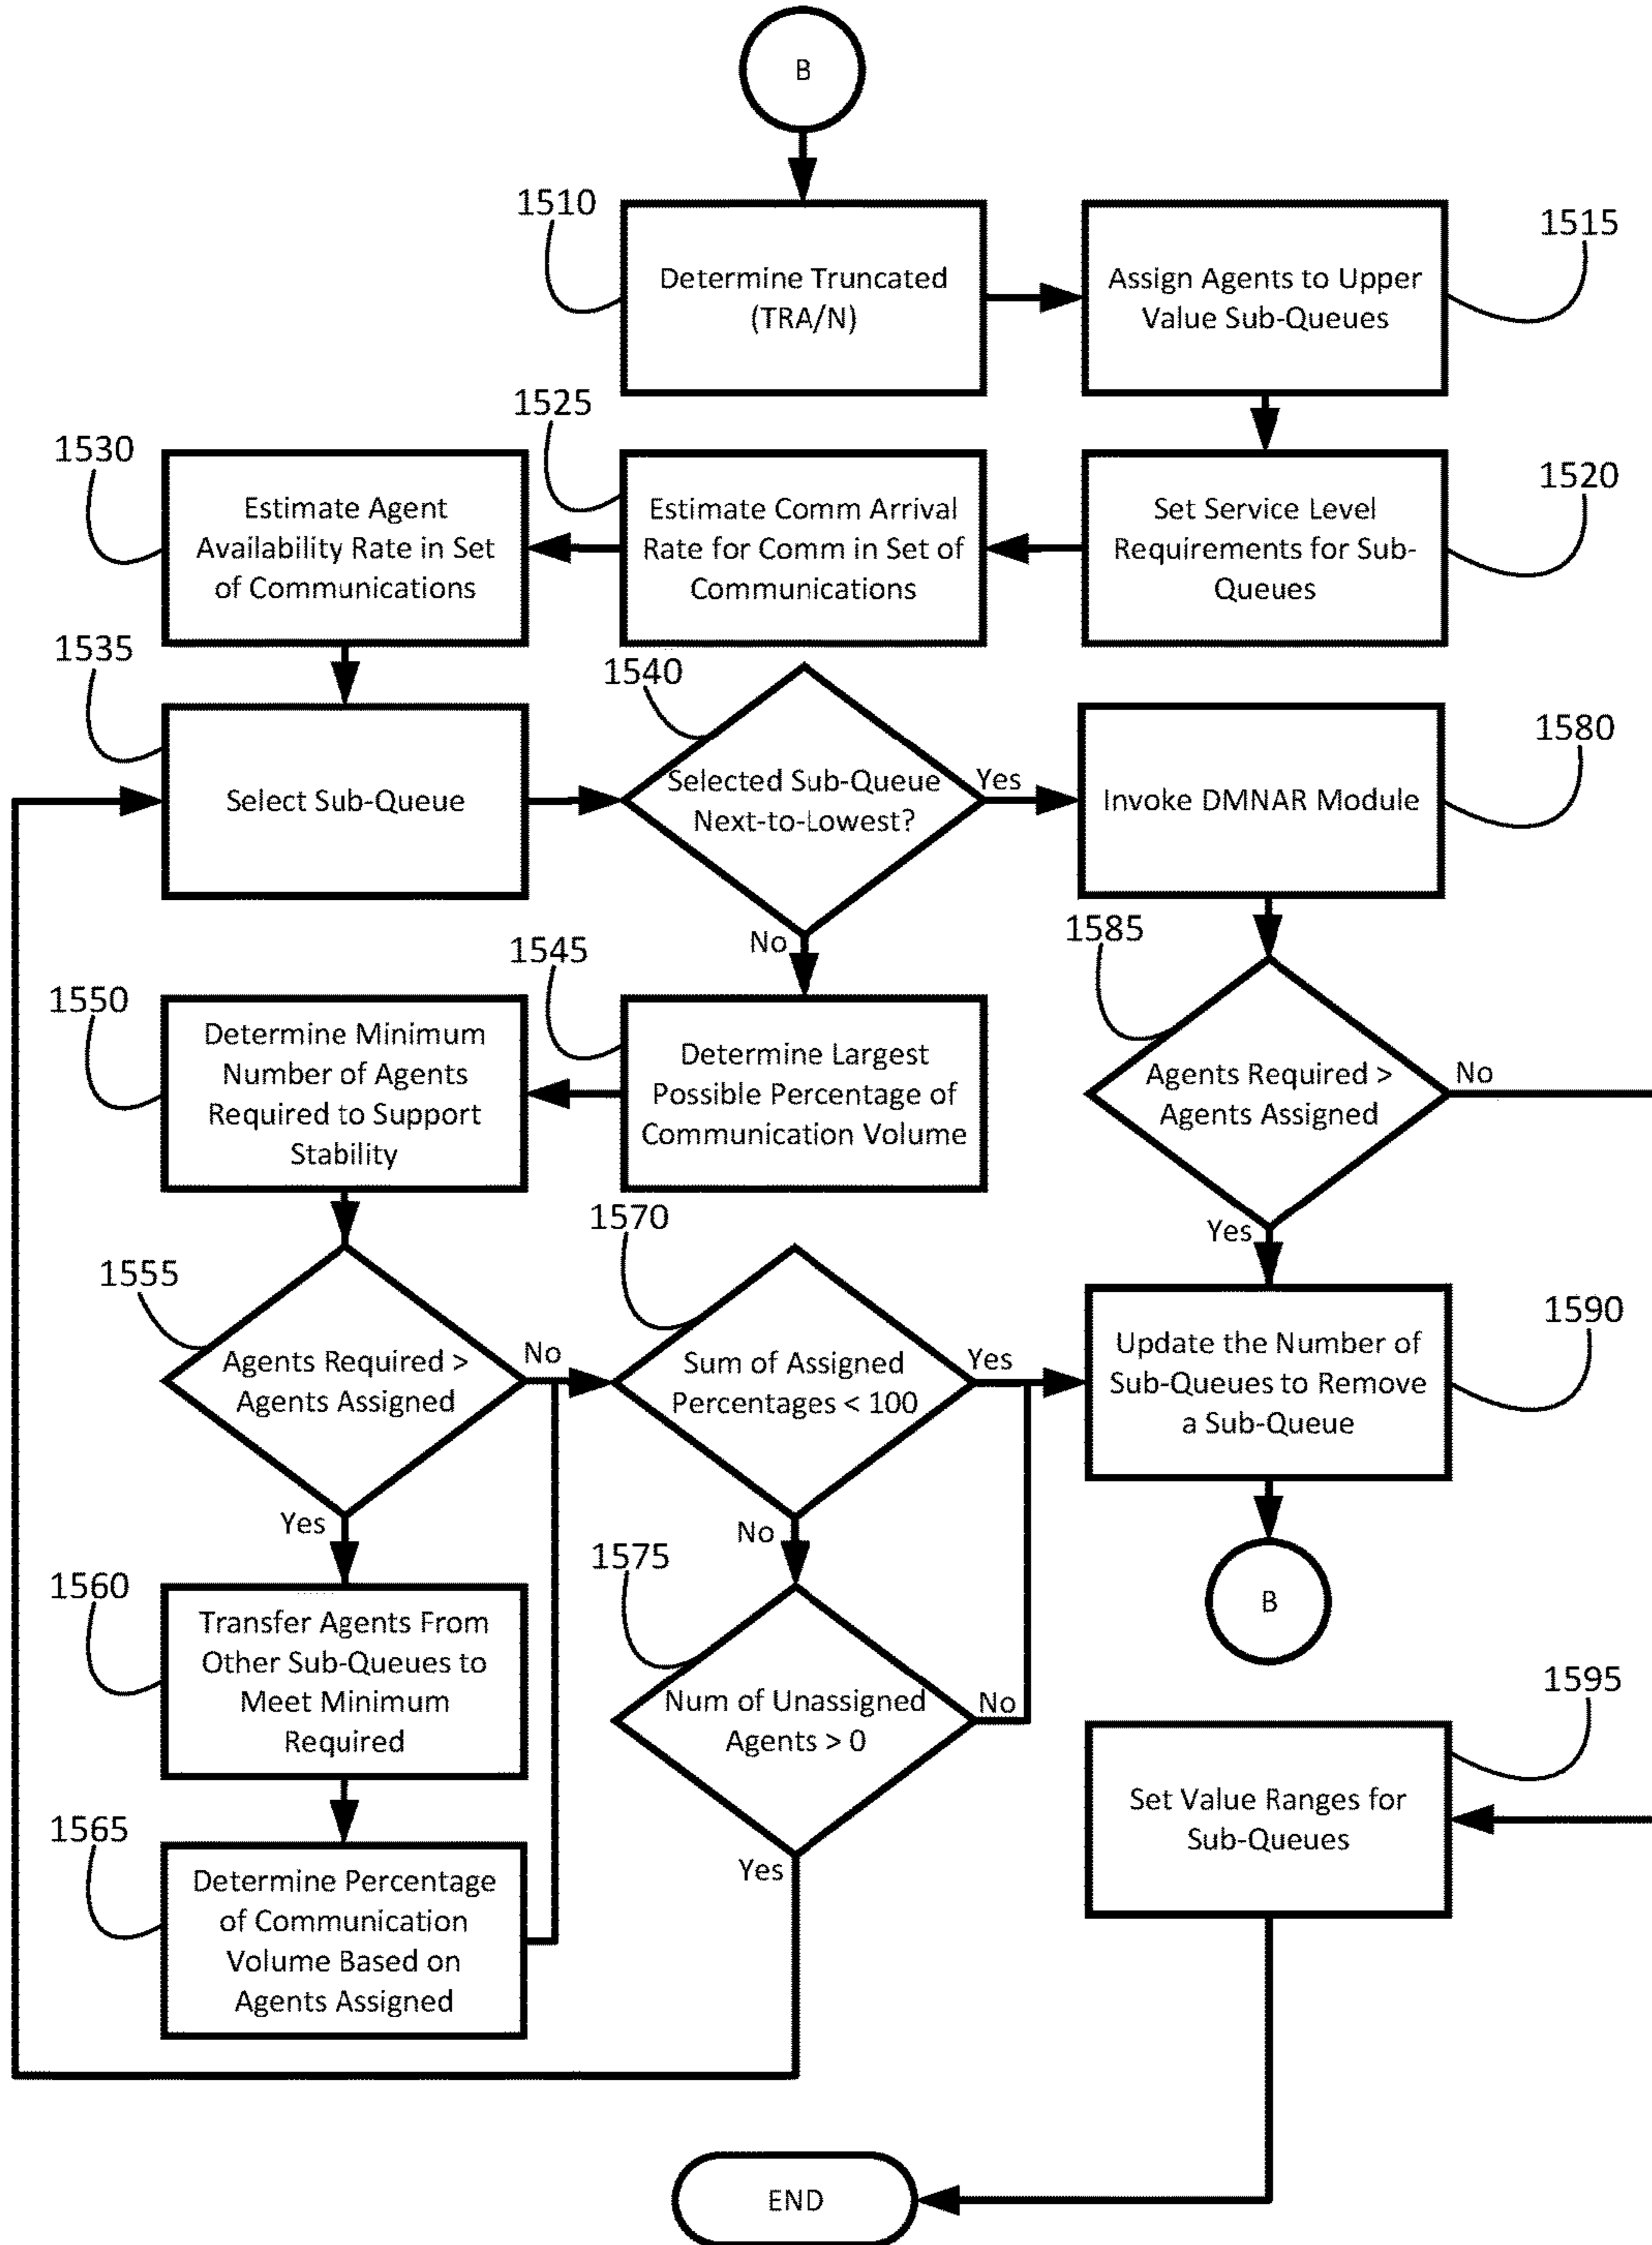 B
1510
Determine Truncated
(TRA/N)
1515
Assign Agents to Upper
Value Sub-Queues
1520
Set Service Level
Requirements for Sub-
Queues
1525
Estimate Comm Arrival
Rate for Comm in Set of
Communications
1530
Estimate Agent
Availability Rate in Set
of Communications
1535
Select Sub-Queue
1540
Selected Sub-Queue
Next-to-Lowest?
Yes
No
1580
Invoke DMNAR Module
1585
Agents Required >
Agents Assigned
No
Yes
1545
Determine Largest
Possible Percentage of
Communication Volume
1550
Determine Minimum
Number of Agents
Required to Support
Stability
1555
Agents Required >
Agents Assigned
No
Yes
1570
Sum of Assigned
Percentages < 100
Yes
No
1590
Update the Number of
Sub-Queues to Remove
a Sub-Queue
B
1560
Transfer Agents From
Other Sub-Queues to
Meet Minimum
Required
1575
Num of Unassigned
Agents > 0
No
Yes
1565
Determine Percentage
of Communication
Volume Based on
Agents Assigned
1595
Set Value Ranges for
Sub-Queues
END